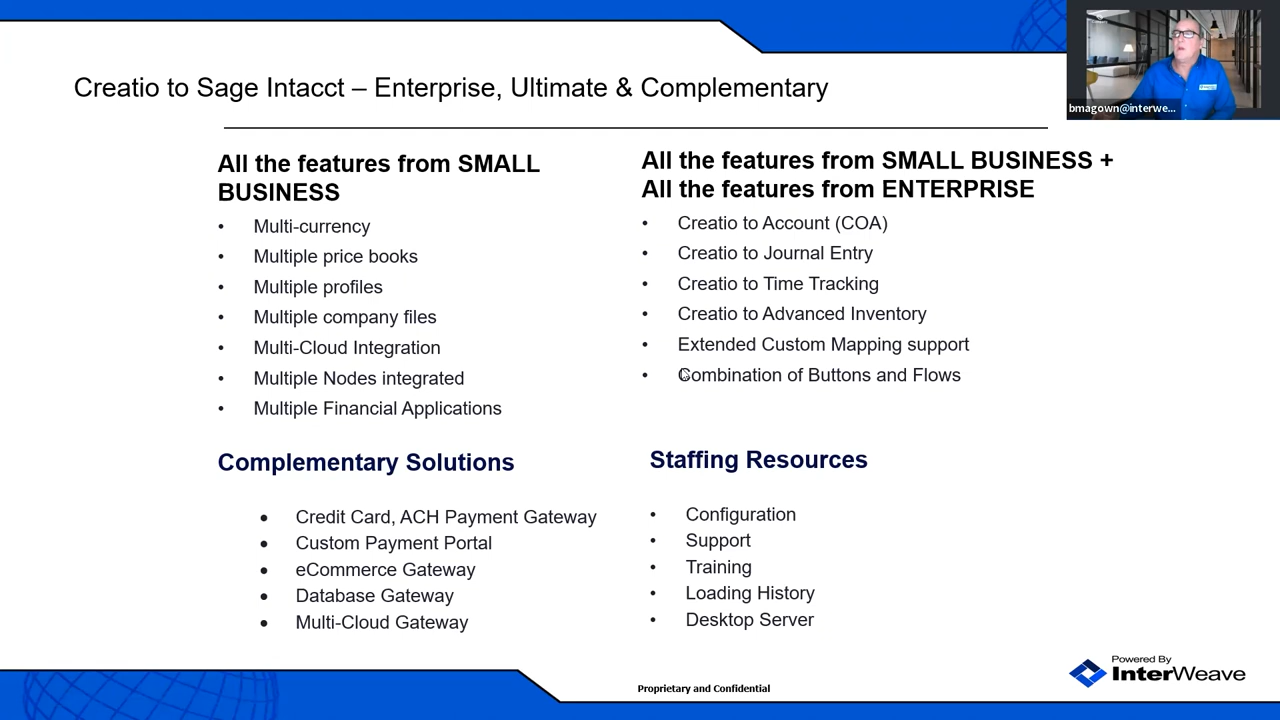 Creatio to Sage Intacct – Enterprise, Ultimate & Complementary
bmagown@interwe...
All the features from SMALL
BUSINESS
• Multi-currency
• Multiple price books
• Multiple profiles
• Multiple company files
• Multi-Cloud Integration
• Multiple Nodes integrated
• Multiple Financial Applications
All the features from SMALL BUSINESS +
All the features from ENTERPRISE
• Creatio to Account (COA)
• Creatio to Journal Entry
• Creatio to Time Tracking
• Creatio to Advanced Inventory
• Extended Custom Mapping support
• Combination of Buttons and Flows
Complementary Solutions
• Credit Card, ACH Payment Gateway
• Custom Payment Portal
• eCommerce Gateway
• Database Gateway
• Multi-Cloud Gateway
Staffing Resources
• Configuration
• Support
• Training
• Loading History
• Desktop Server
Proprietary and Confidential
Powered By
InterWeave